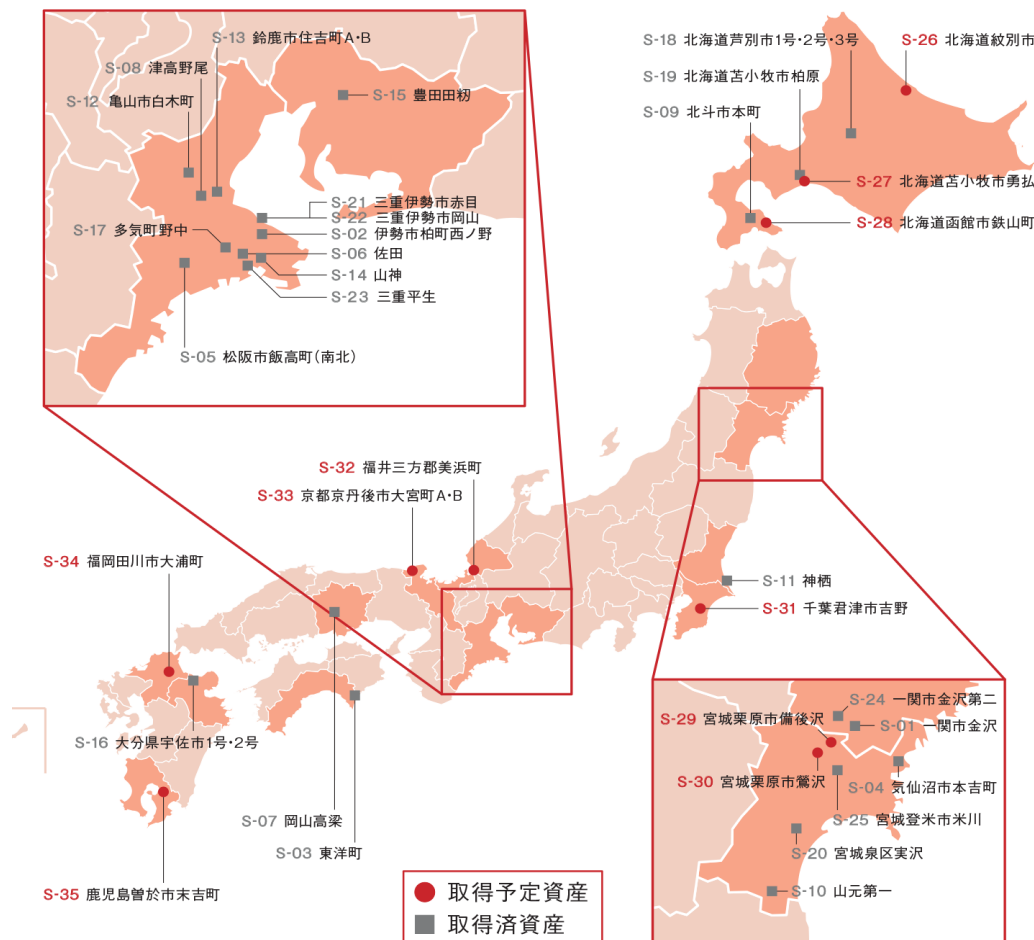 S-13 鈴鹿市住吉町A・B
S-08 津高野尾
S-12 亀山市白木町
S-15 豊田田籾
S-21 三重伊勢市赤目
S-22 三重伊勢市岡山
S-02 伊勢市柏町西ノ野
S-17 多気町野中
S-06 佐田
S-14 山神
S-23 三重平生
S-05 松阪市飯高町(南北)
S-18 北海道芦別市1号・2号・3号
S-26 北海道紋別市
S-19 北海道苫小牧市柏原
S-09 北斗市本町
S-27 北海道苫小牧市勇払
S-28 北海道函館市鉄山町
S-32 福井三方郡美浜町
S-33 京都京丹後市大宮町A・B
S-34 福岡田川市大浦町
S-11 神栖
S-31 千葉君津市吉野
S-16 大分県宇佐市1号・2号
S-07 岡山高梁
S-03 東洋町
S-35 鹿児島曽於市末吉町
S-24 一関市金沢第二
S-29 宮城栗原市備後沢
S-01 一関市金沢
S-30 宮城栗原市鶯沢
S-04 気仙沼市本吉町
S-25 宮城登米市米川
S-20 宮城泉区実沢
S-10 山元第一
取得予定資産
取得済資産